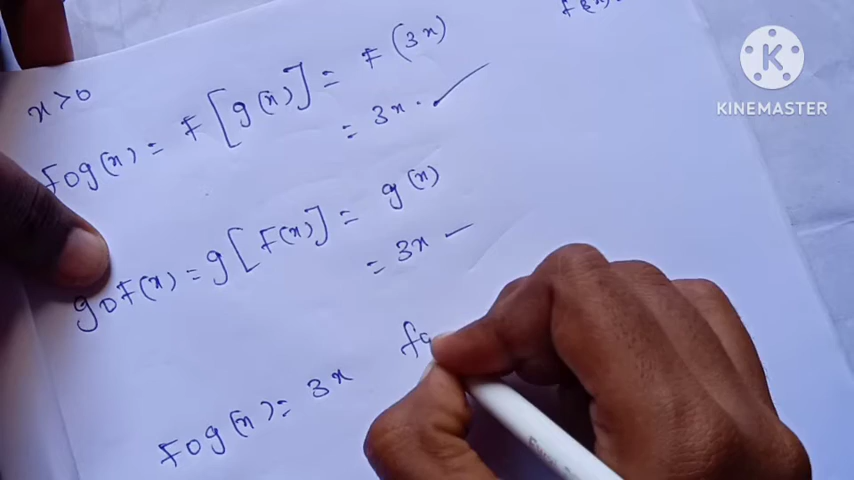 x > 0
Fog(x) = F[g(x)] = F(3x)
= 3x.
goF(x) = g[F(x)] = g(x)
= 3x
Fog(x) = 3x
KINEMASTER